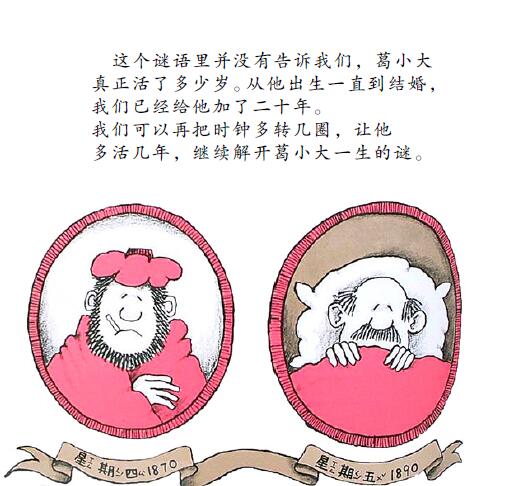 这个谜语里并没有告诉我们，葛小大
真正活了多少岁。从他出生一直到结婚，
我们已经给他加了二十年。
我们可以再把时钟多转几圈，让他
多活几年，继续解开葛小大一生的谜。
星期四1870
星期五1890